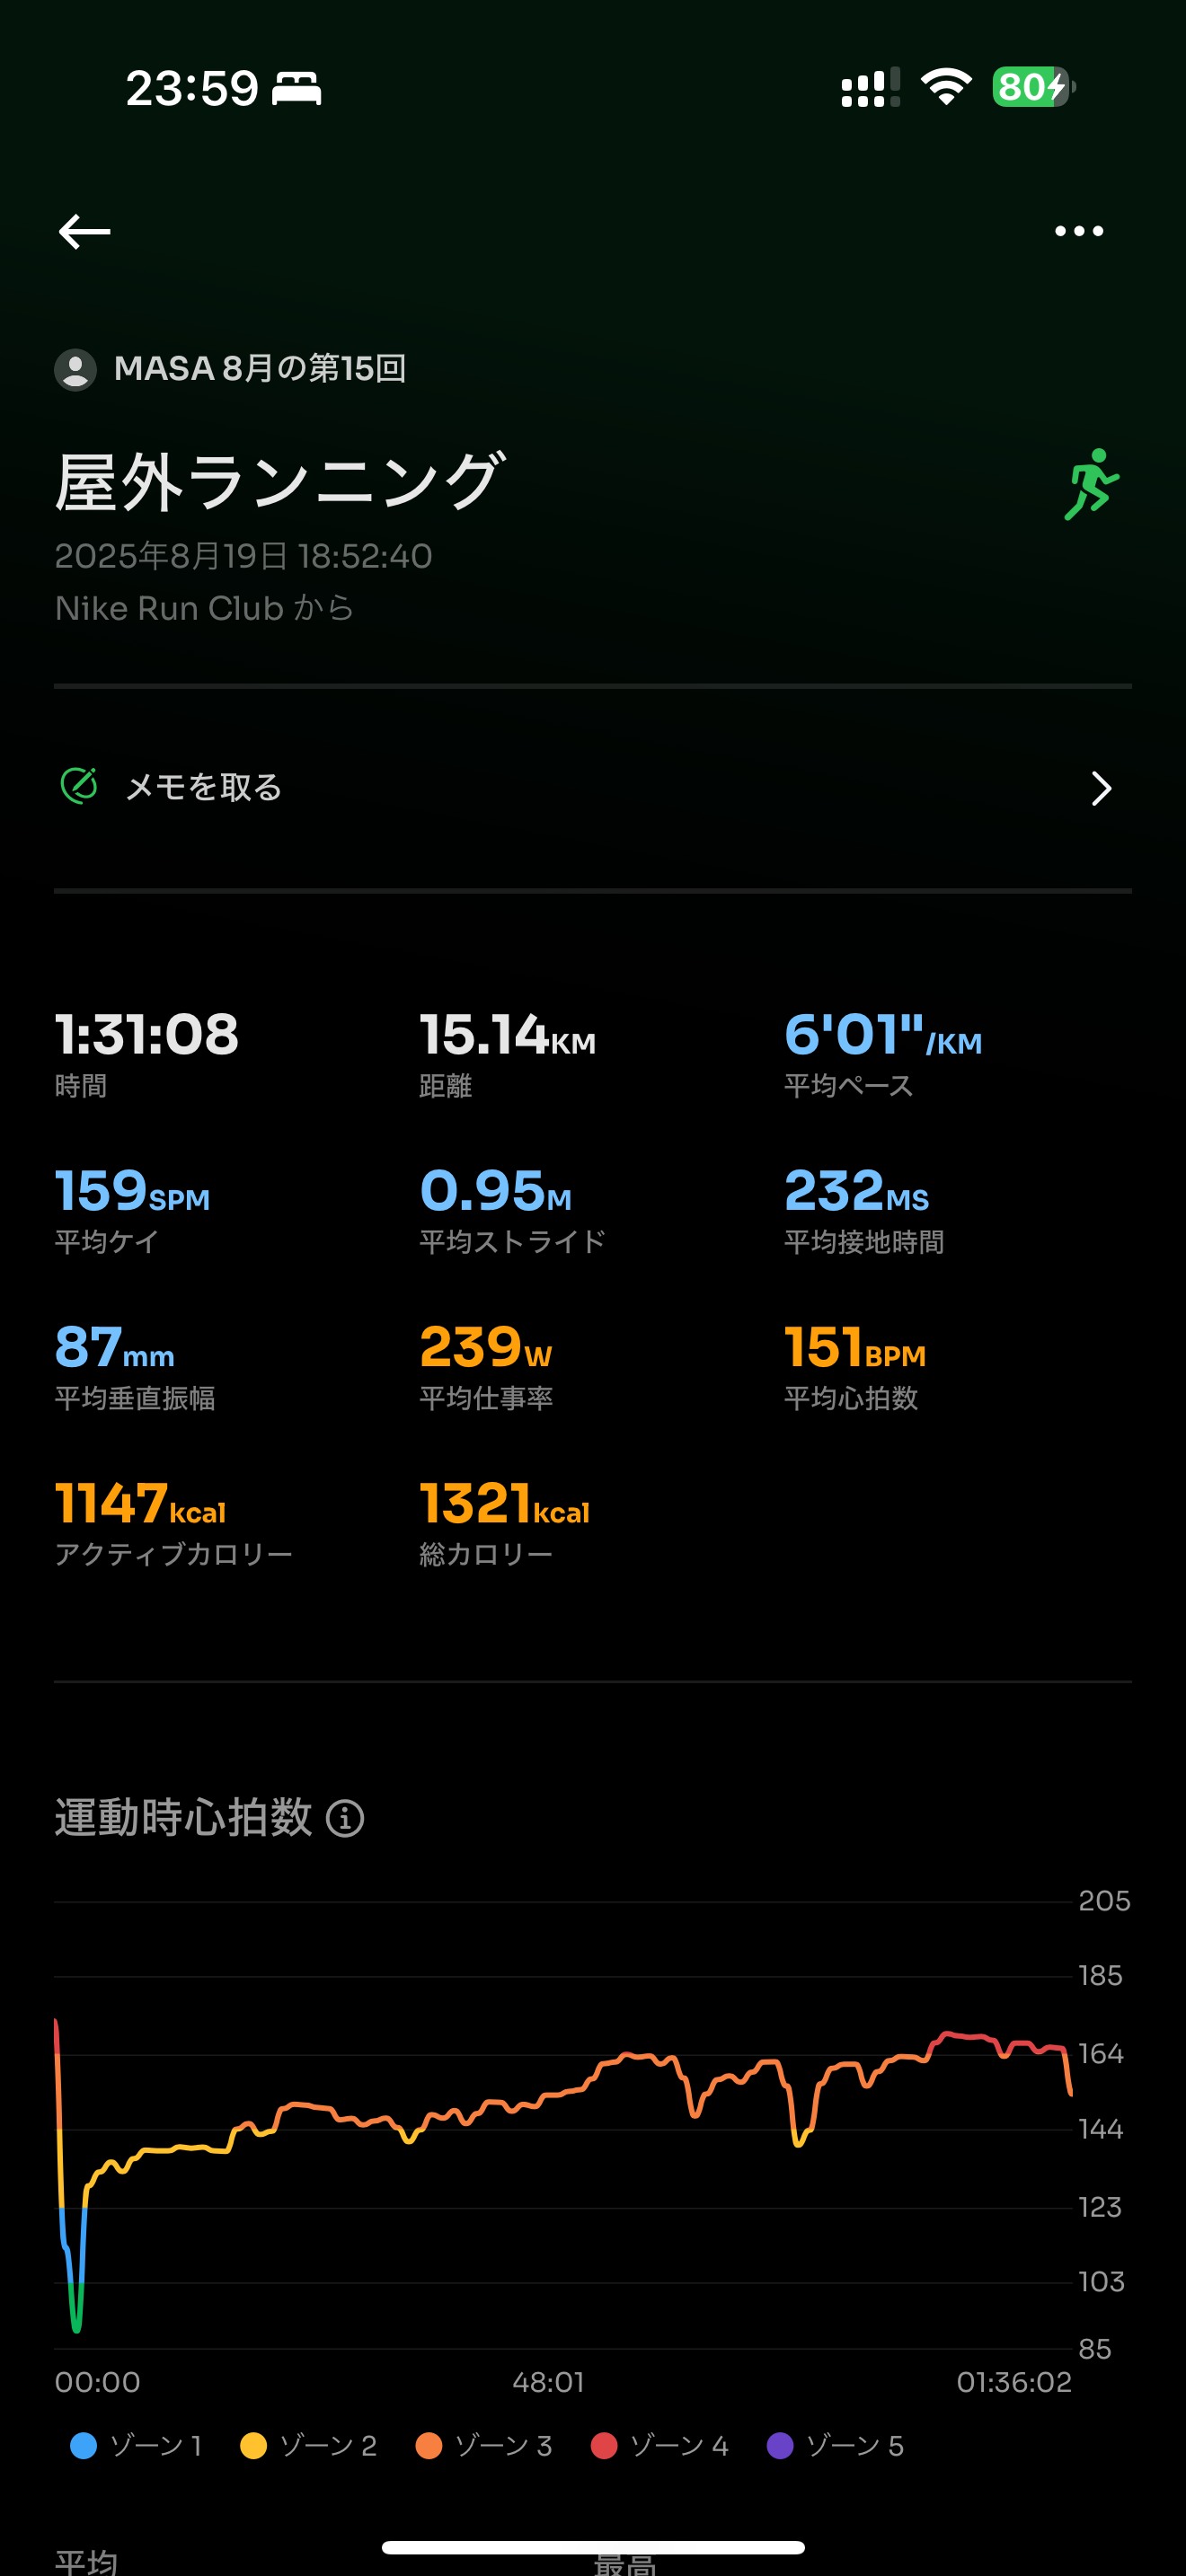 23:59
80
MASA 8月の第15回
屋外ランニング
2025年8月19日 18:52:40
Nike Run Club から
メモを取る
1:31:08 15.14KM 6'01"/KM
時間 距離 平均ペース
159SPM 0.95M 232MS
平均ケイ 平均ストライド 平均接地時間
87mm 239W 151BPM
平均垂直振幅 平均仕事率 平均心拍数
1147kcal 1321kcal
アクティブカロリー 総カロリー
運動時心拍数
205
185
164
144
123
103
85
00:00 48:01 01:36:02
ゾーン 1 ゾーン 2 ゾーン 3 ゾーン 4 ゾーン 5
平均 最高